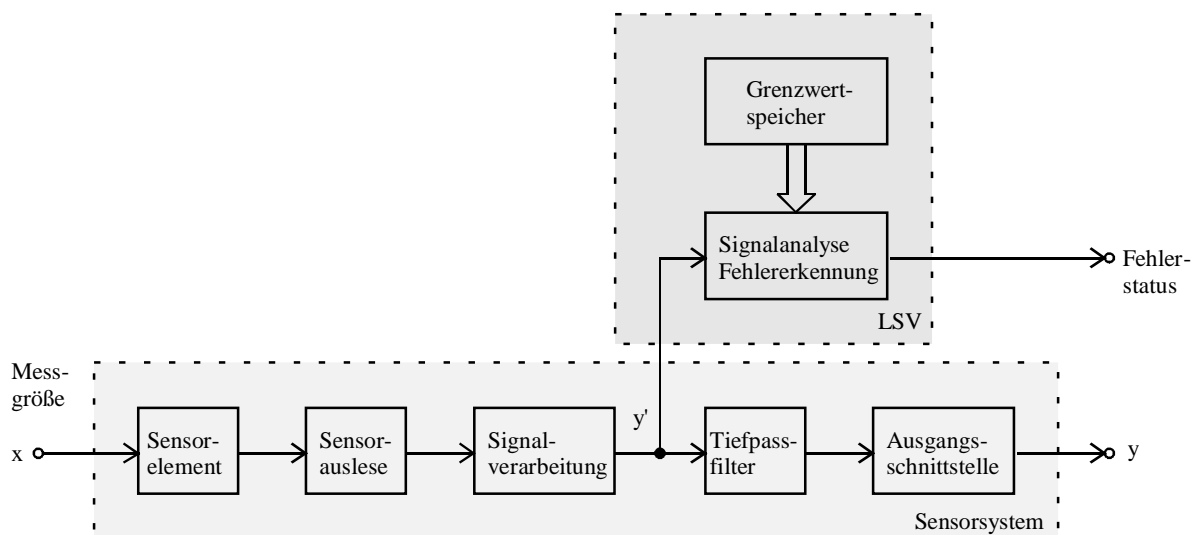 Grenzwert-
speicher
Signalanalyse
Fehlererkennung
Fehler-
status
LSV
Mess-
größe
x
Sensor-
element
Sensor-
auslese
Signal-
verarbeitung
y'
Tiefpass-
filter
Ausgangs-
schnittstelle
y
Sensorsystem